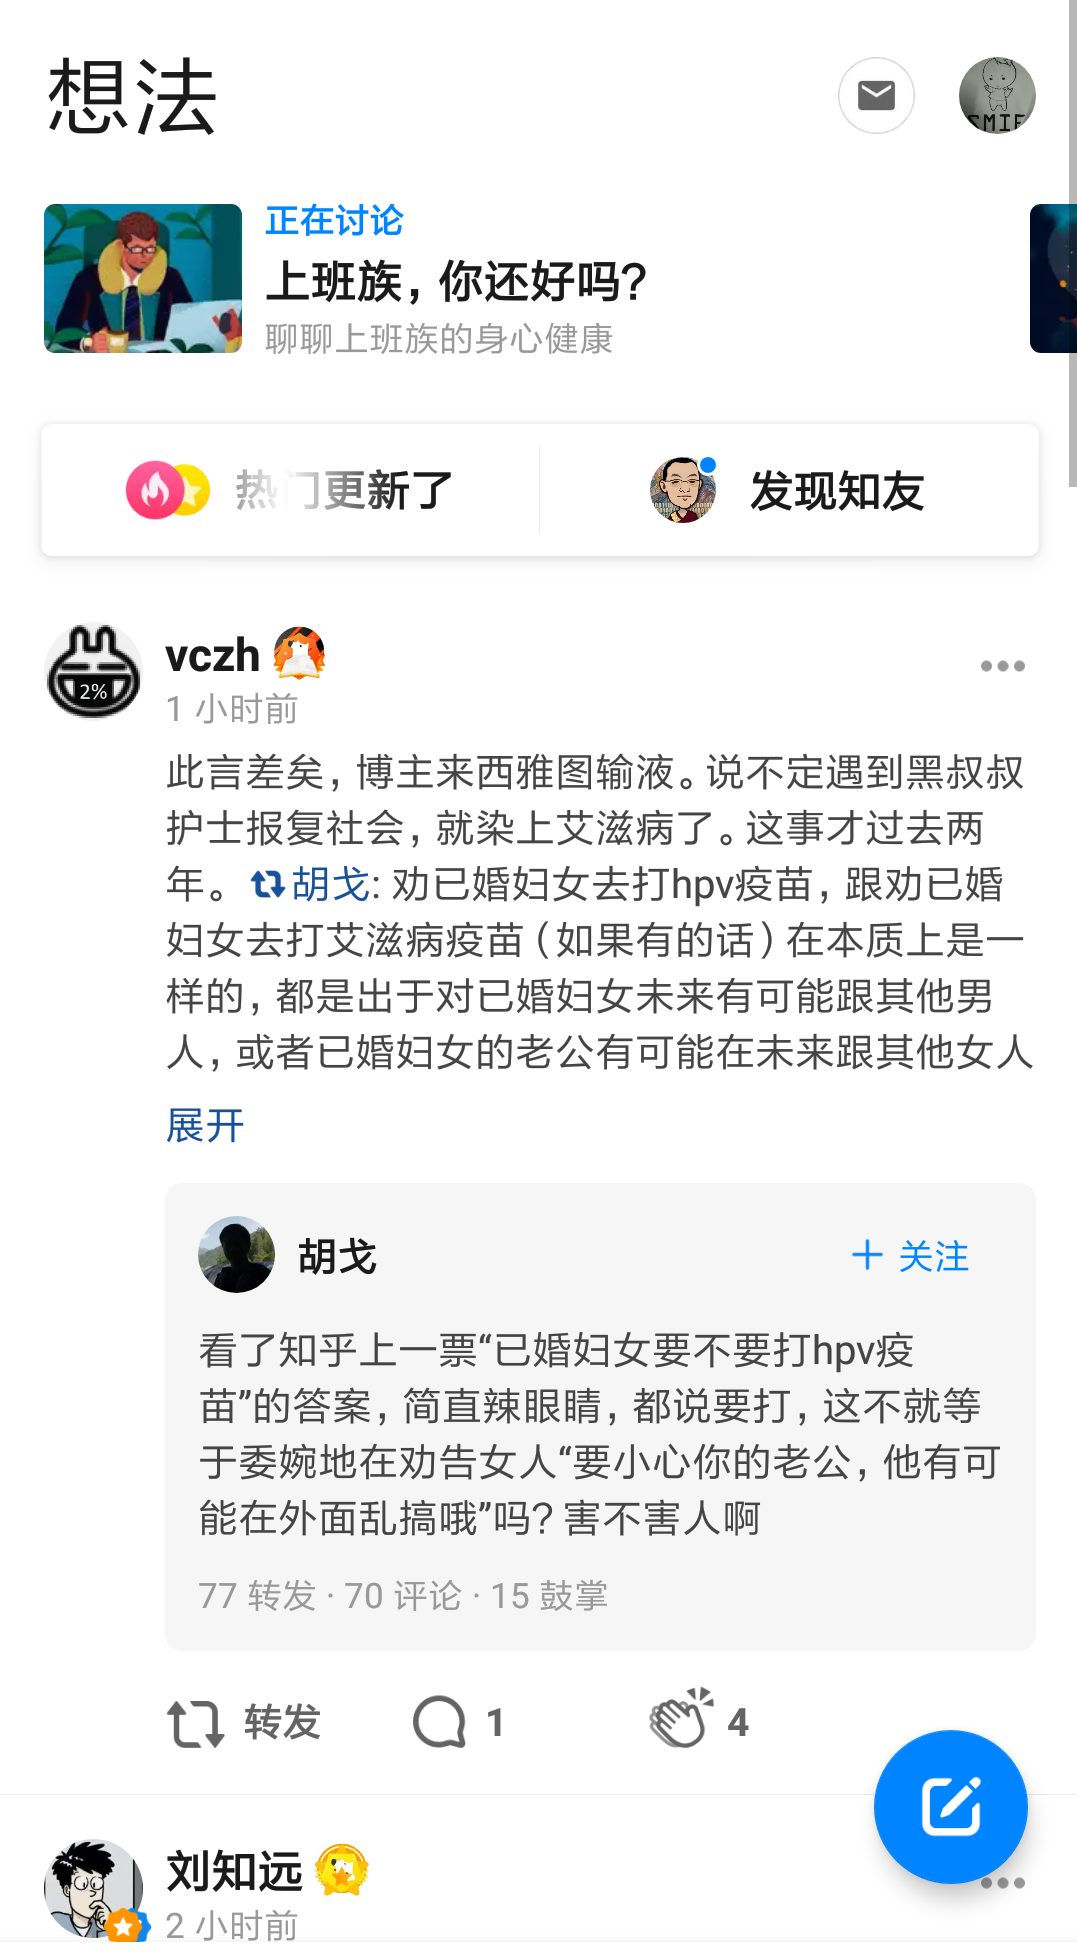 想法
SMIE
正在讨论
上班族，你还好吗？
聊聊上班族的身心健康
热门更新了
发现知友
vczh
2%
1 小时前
此言差矣，博主来西雅图输液。说不定遇到黑叔叔
护士报复社会，就染上艾滋病了。这事才过去两
年。 胡戈: 劝已婚妇女去打hpv疫苗，跟劝已婚
妇女去打艾滋病疫苗（如果有的话）在本质上是一
样的，都是出于对已婚妇女未来有可能跟其他男
人，或者已婚妇女的老公有可能在未来跟其他女人
展开
胡戈
+ 关注
看了知乎上一票“已婚妇女要不要打hpv疫
苗”的答案，简直辣眼睛，都说要打，这不就等
于委婉地在劝告女人“要小心你的老公，他有可
能在外面乱搞哦”吗？害不害人啊
77 转发 · 70 评论 · 15 鼓掌
转发
1
4
刘知远
2 小时前